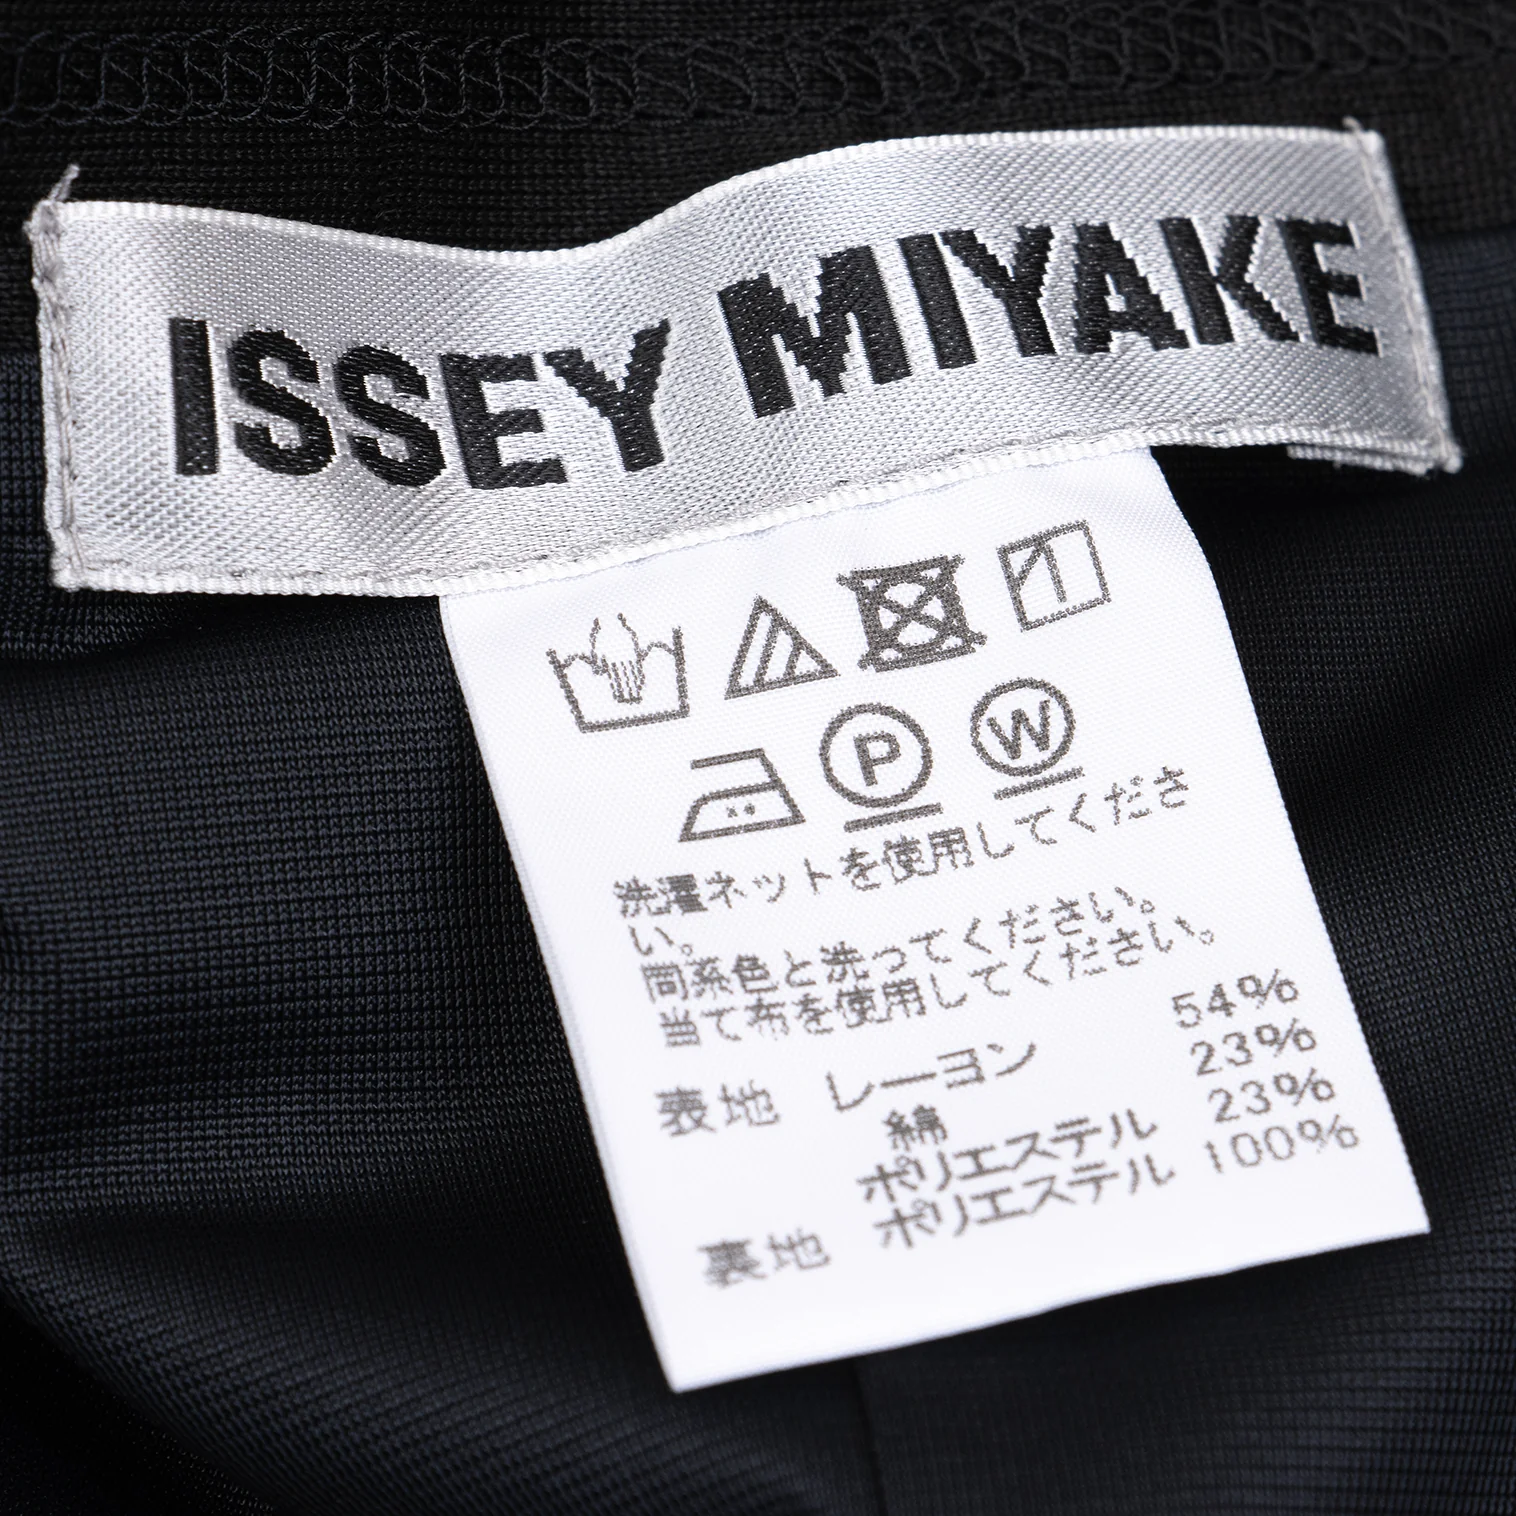 ISSEY MIYAKE
P W
洗濯ネットを使用してくださ
い。
同系色と洗ってください。
当て布を使用してください。
表地 レーヨン 54%
綿 23%
ポリエステル 23%
裏地 ポリエステル 100%